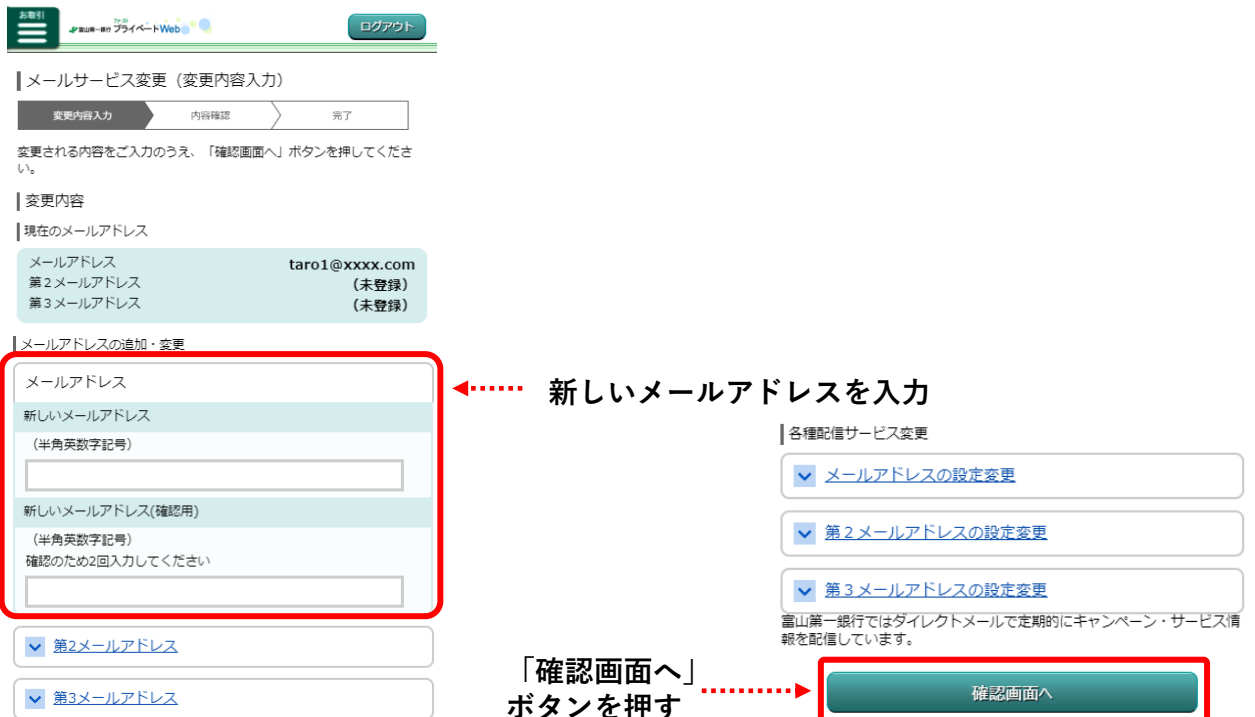 お取引
ファースト
富山第一銀行 プライベートWeb
ログアウト
メールサービス変更（変更内容入力）
変更内容入力
内容確認
完了
変更される内容をご入力のうえ、「確認画面へ」ボタンを押してくださ
い。
変更内容
現在のメールアドレス
メールアドレス taro1@xxxx.com
第２メールアドレス （未登録）
第３メールアドレス （未登録）
メールアドレスの追加・変更
メールアドレス
新しいメールアドレス
（半角英数字記号）
新しいメールアドレス(確認用)
（半角英数字記号）
確認のため2回入力してください
第2メールアドレス
第3メールアドレス
新しいメールアドレスを入力
各種配信サービス変更
メールアドレスの設定変更
第２メールアドレスの設定変更
第３メールアドレスの設定変更
富山第一銀行ではダイレクトメールで定期的にキャンペーン・サービス情
報を配信しています。
「確認画面へ」
ボタンを押す
確認画面へ